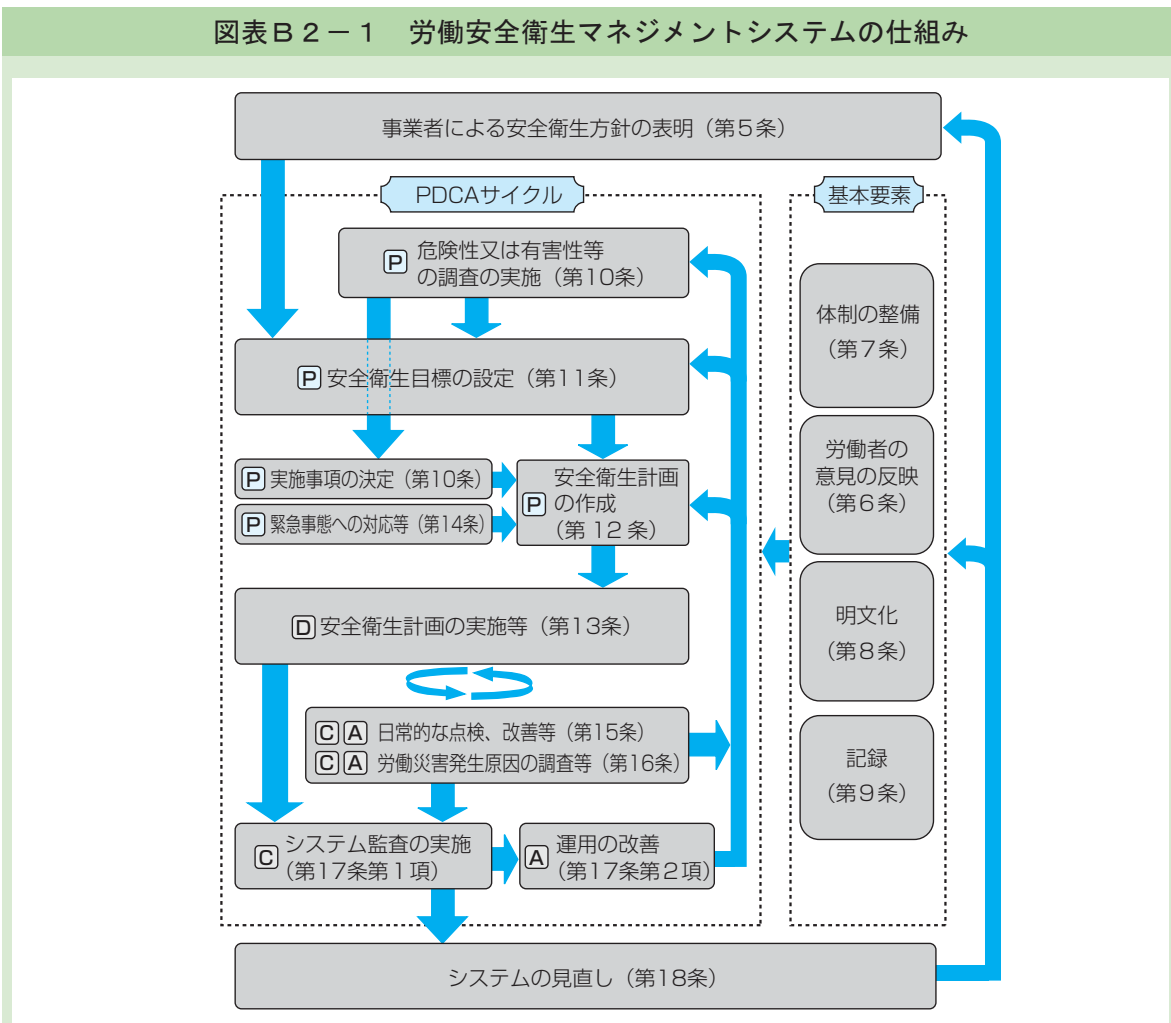 図表B2-1 労働安全衛生マネジメントシステムの仕組み
事業者による安全衛生方針の表明（第5条）
PDCAサイクル
P 危険性又は有害性等
の調査の実施（第10条）
P 安全衛生目標の設定（第11条）
P 実施事項の決定（第10条）
P 緊急事態への対応等（第14条）
安全衛生計画
P の作成
（第12条）
D 安全衛生計画の実施等（第13条）
C A 日常的な点検、改善等（第15条）
C A 労働災害発生原因の調査等（第16条）
C システム監査の実施
（第17条第1項）
A 運用の改善
（第17条第2項）
基本要素
体制の整備
（第7条）
労働者の
意見の反映
（第6条）
明文化
（第8条）
記録
（第9条）
システムの見直し（第18条）